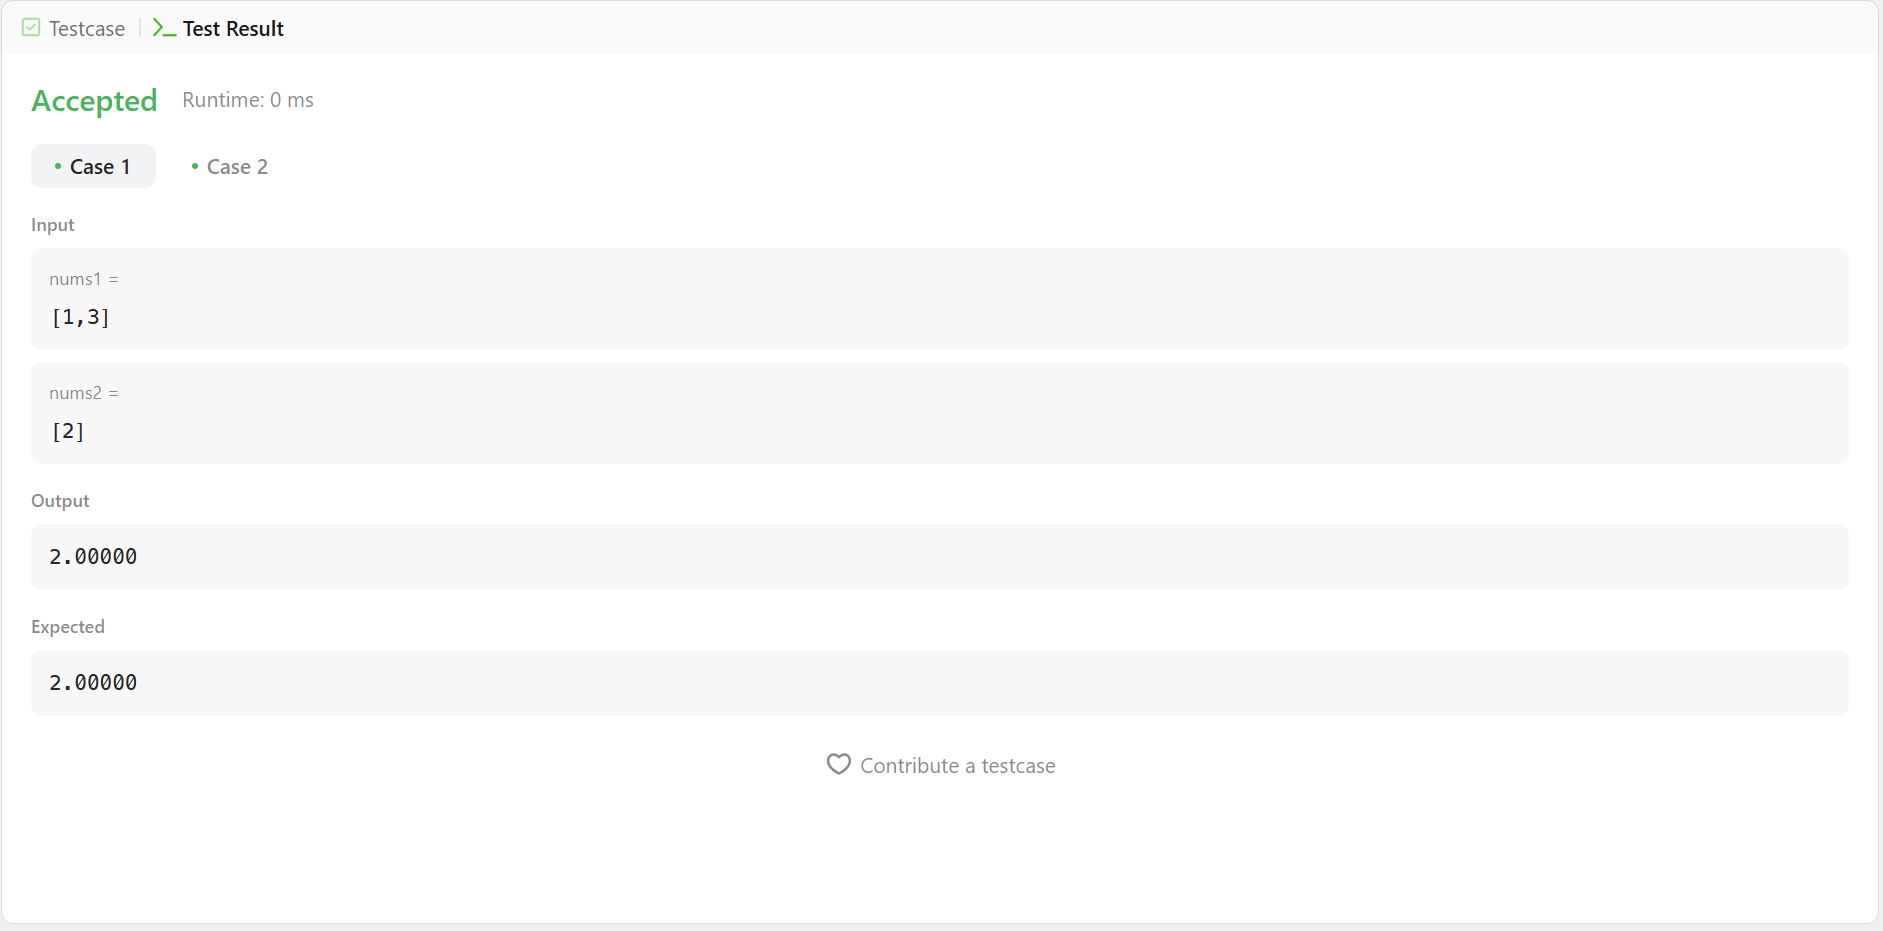 Testcase Test Result
Accepted Runtime: 0 ms
Case 1 Case 2
Input
nums1 =
[1,3]
nums2 =
[2]
Output
2.00000
Expected
2.00000
Contribute a testcase